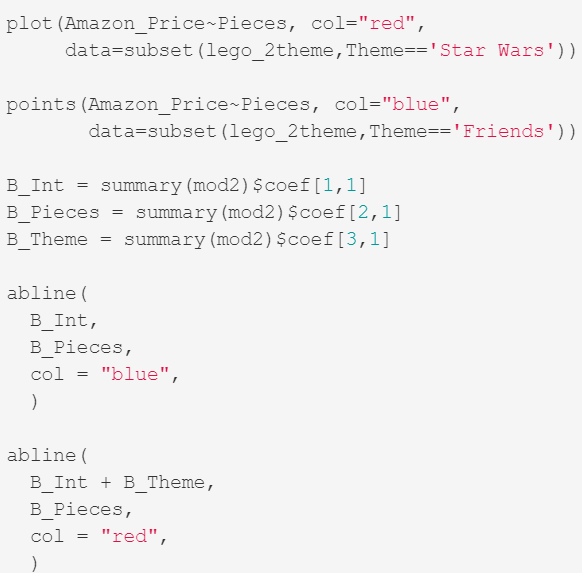 plot(Amazon_Price~Pieces, col="red",
     data=subset(lego_2theme,Theme=='Star Wars'))

points(Amazon_Price~Pieces, col="blue",
       data=subset(lego_2theme,Theme=='Friends'))

B_Int = summary(mod2)$coef[1,1]
B_Pieces = summary(mod2)$coef[2,1]
B_Theme = summary(mod2)$coef[3,1]

abline(
  B_Int,
  B_Pieces,
  col = "blue",
  )

abline(
  B_Int + B_Theme,
  B_Pieces,
  col = "red",
  )